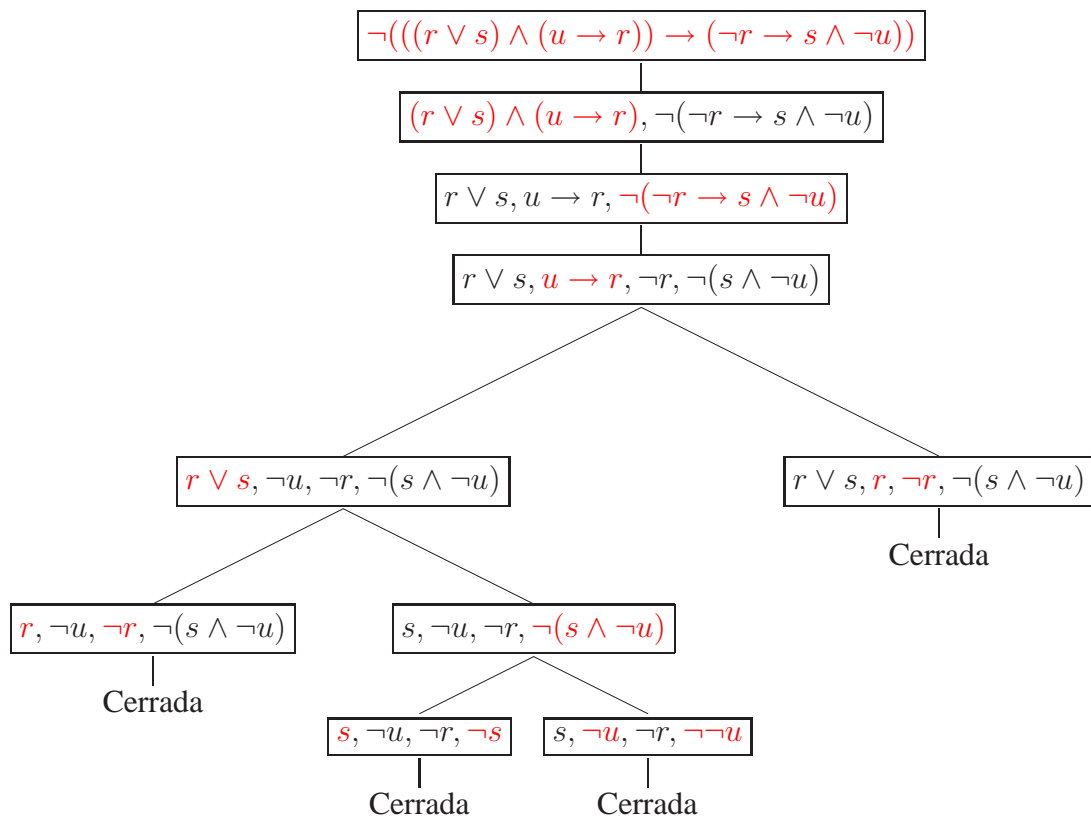 ¬(((r ∨ s) ∧ (u → r)) → (¬r → s ∧ ¬u))
(r ∨ s) ∧ (u → r), ¬(¬r → s ∧ ¬u)
r ∨ s, u → r, ¬(¬r → s ∧ ¬u)
r ∨ s, u → r, ¬r, ¬(s ∧ ¬u)
r ∨ s, ¬u, ¬r, ¬(s ∧ ¬u)
r ∨ s, r, ¬r, ¬(s ∧ ¬u)
Cerrada
r, ¬u, ¬r, ¬(s ∧ ¬u)
s, ¬u, ¬r, ¬(s ∧ ¬u)
Cerrada
s, ¬u, ¬r, ¬s
s, ¬u, ¬r, ¬¬u
Cerrada
Cerrada